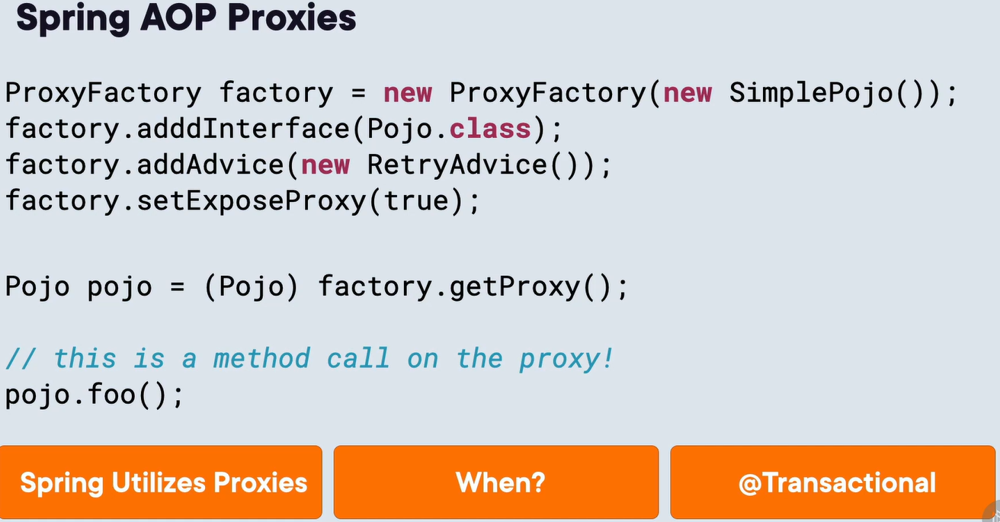 Spring AOP Proxies
ProxyFactory factory = new ProxyFactory(new SimplePojo());
factory.adddInterface(Pojo.class);
factory.addAdvice(new RetryAdvice());
factory.setExposeProxy(true);
Pojo pojo = (Pojo) factory.getProxy();
// this is a method call on the proxy!
pojo.foo();
Spring Utilizes Proxies
When?
@Transactional